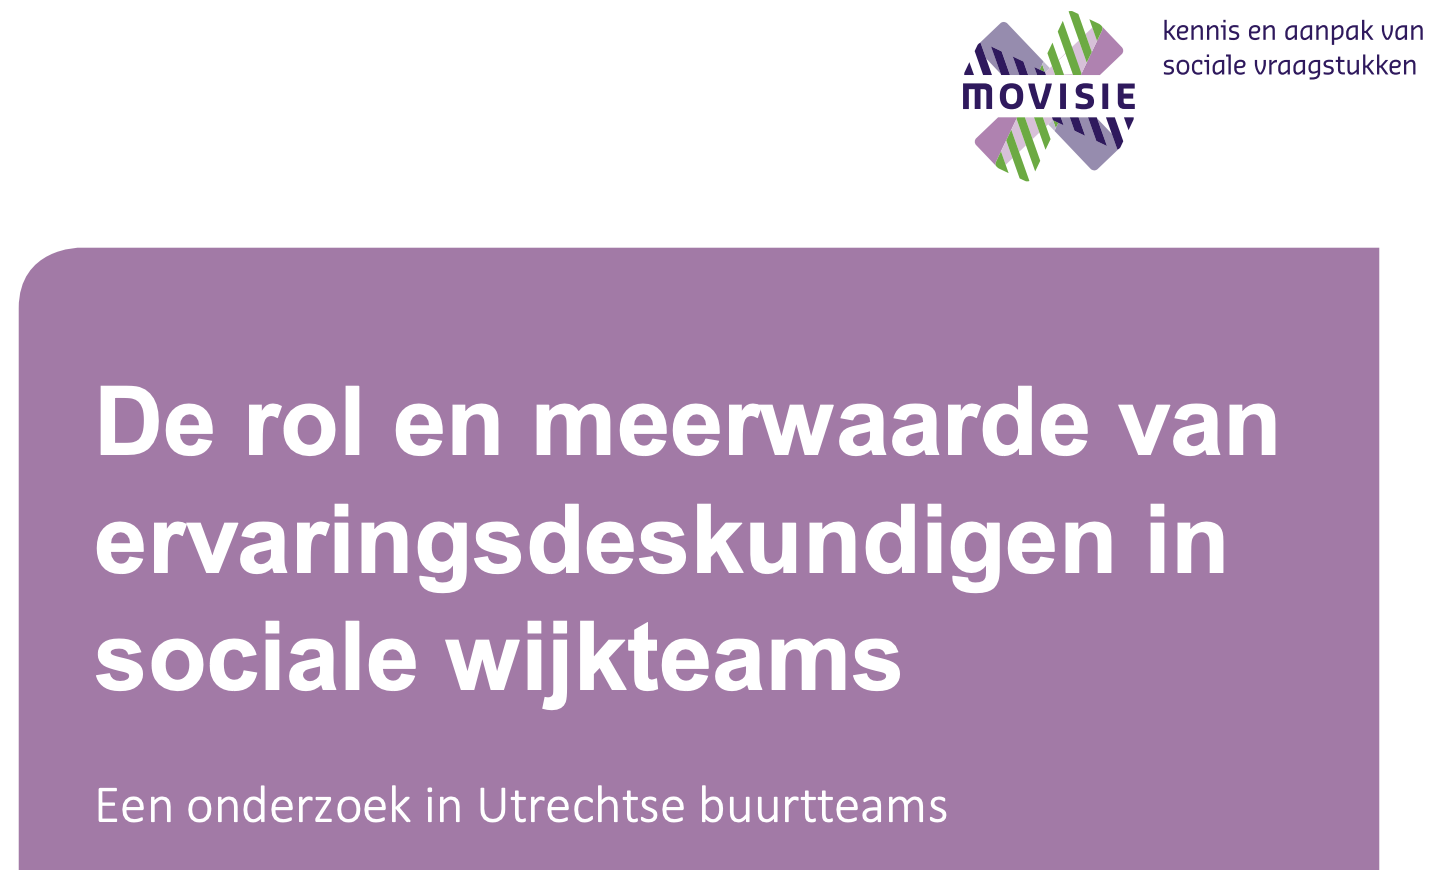 kennis en aanpak van
sociale vraagstukken
MOVISIE
De rol en meerwaarde van
ervaringsdeskundigen in
sociale wijkteams
Een onderzoek in Utrechtse buurtteams